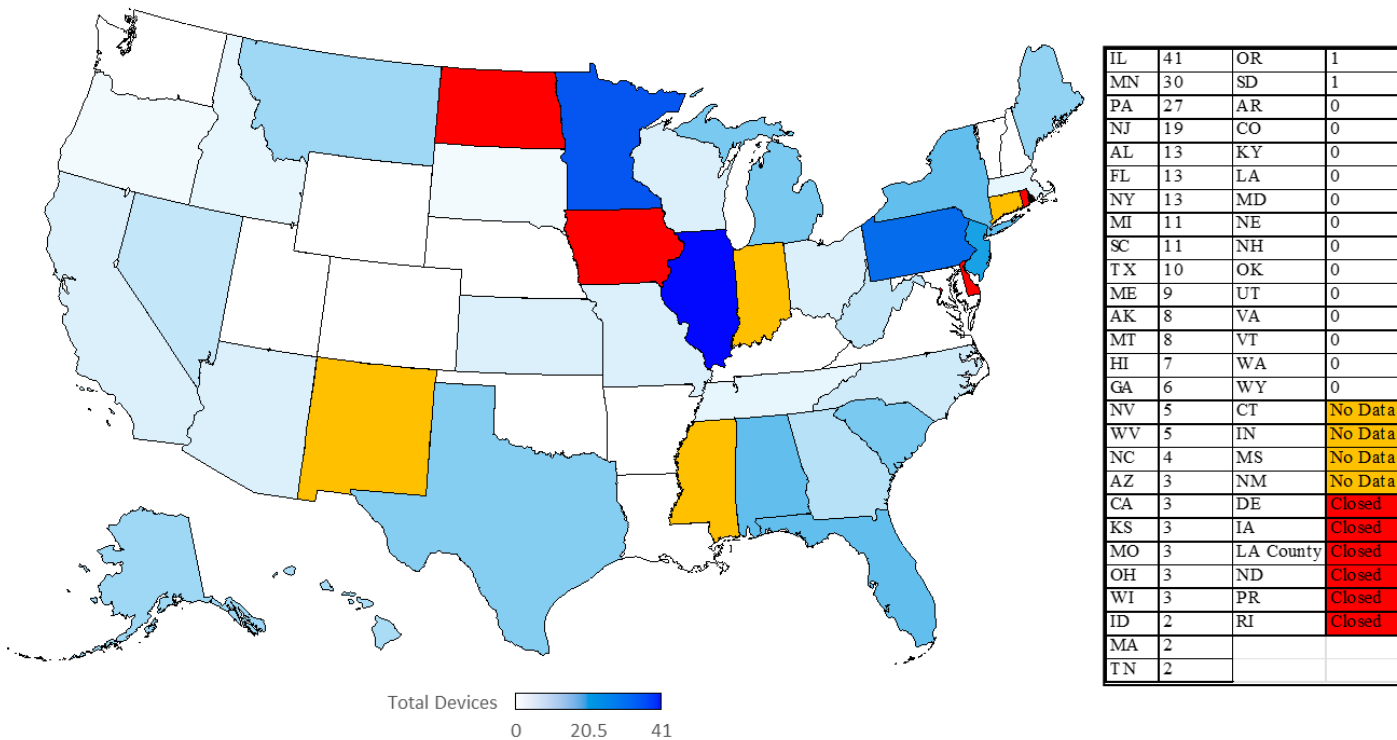 IL 41 OR 1
MN 30 SD 1
PA 27 AR 0
NJ 19 CO 0
AL 13 KY 0
FL 13 LA 0
NY 13 MD 0
MI 11 NE 0
SC 11 NH 0
TX 10 OK 0
ME 9 UT 0
AK 8 VA 0
MT 8 VT 0
HI 7 WA 0
GA 6 WY 0
NV 5 CT No Data
WV 5 IN No Data
NC 4 MS No Data
AZ 3 NM No Data
CA 3 DE Closed
KS 3 IA Closed
MO 3 LA County Closed
OH 3 ND Closed
WI 3 PR Closed
ID 2 RI Closed
MA 2
TN 2
Total Devices
0 20.5 41